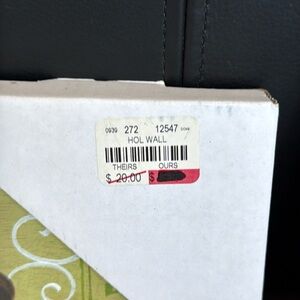 0939 272 12547
HOL WALL
THEIRS OURS
$ 20.00 $